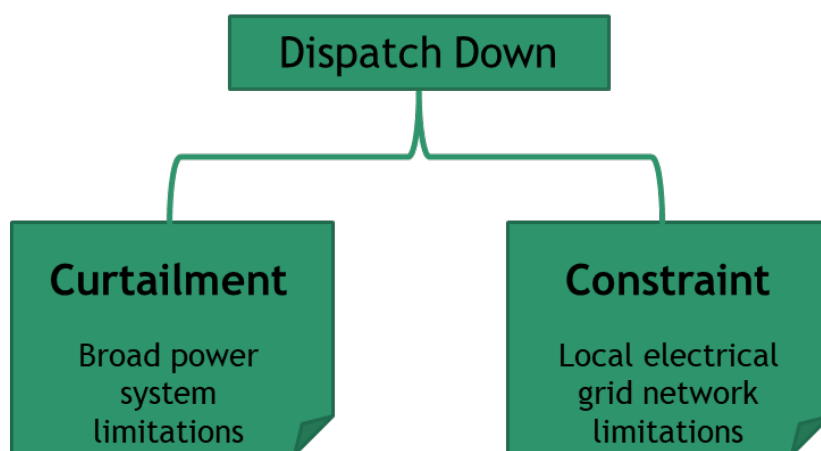 Dispatch Down
Curtailment
Broad power
system
limitations
Constraint
Local electrical
grid network
limitations